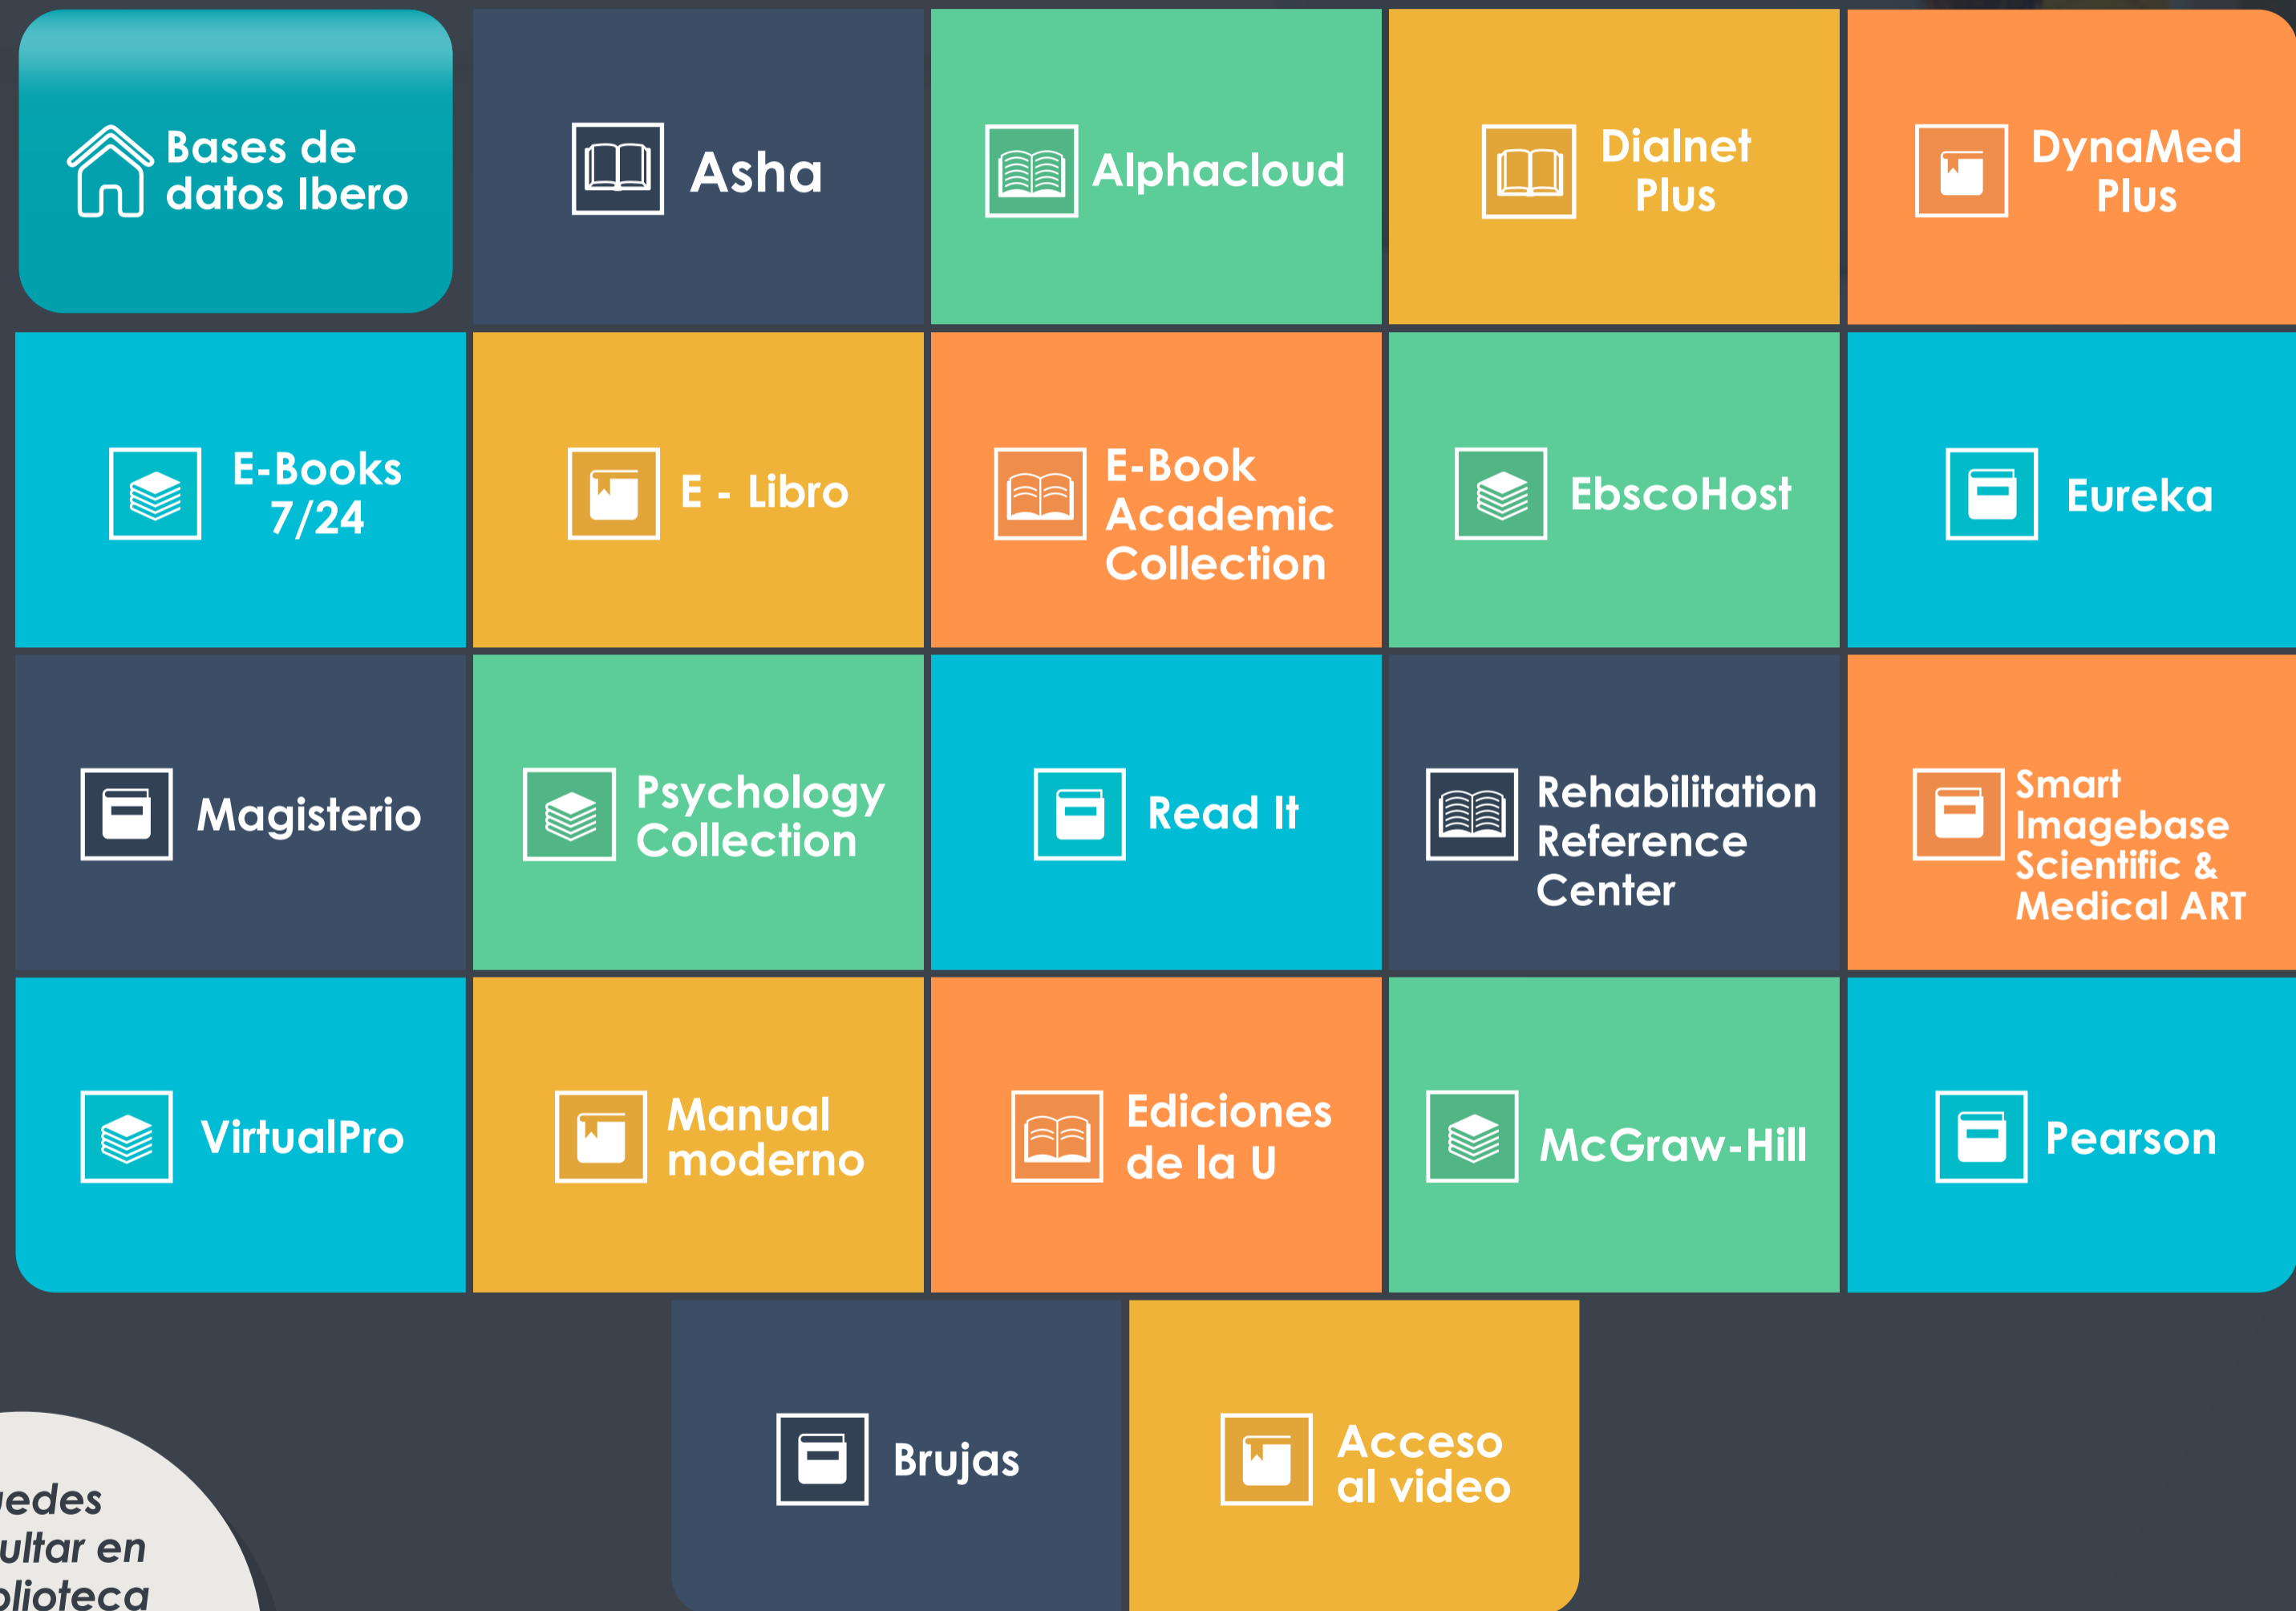 Bases de
datos Ibero
Asha
Alphacloud
Dialnet
Plus
DynaMed
Plus
E-Books
7/24
E - Libro
E-Book
Academic
Collection
EbscoHost
Eureka
Magisterio
Psychology
Collection
Read It
Rehabilitation
Reference
Center
Smart
Imagebase
Scientific &
Medical ART
VirtualPro
Manual
moderno
Ediciones
de la U
McGraw-Hill
Pearson
Brujas
Acceso
al video
en